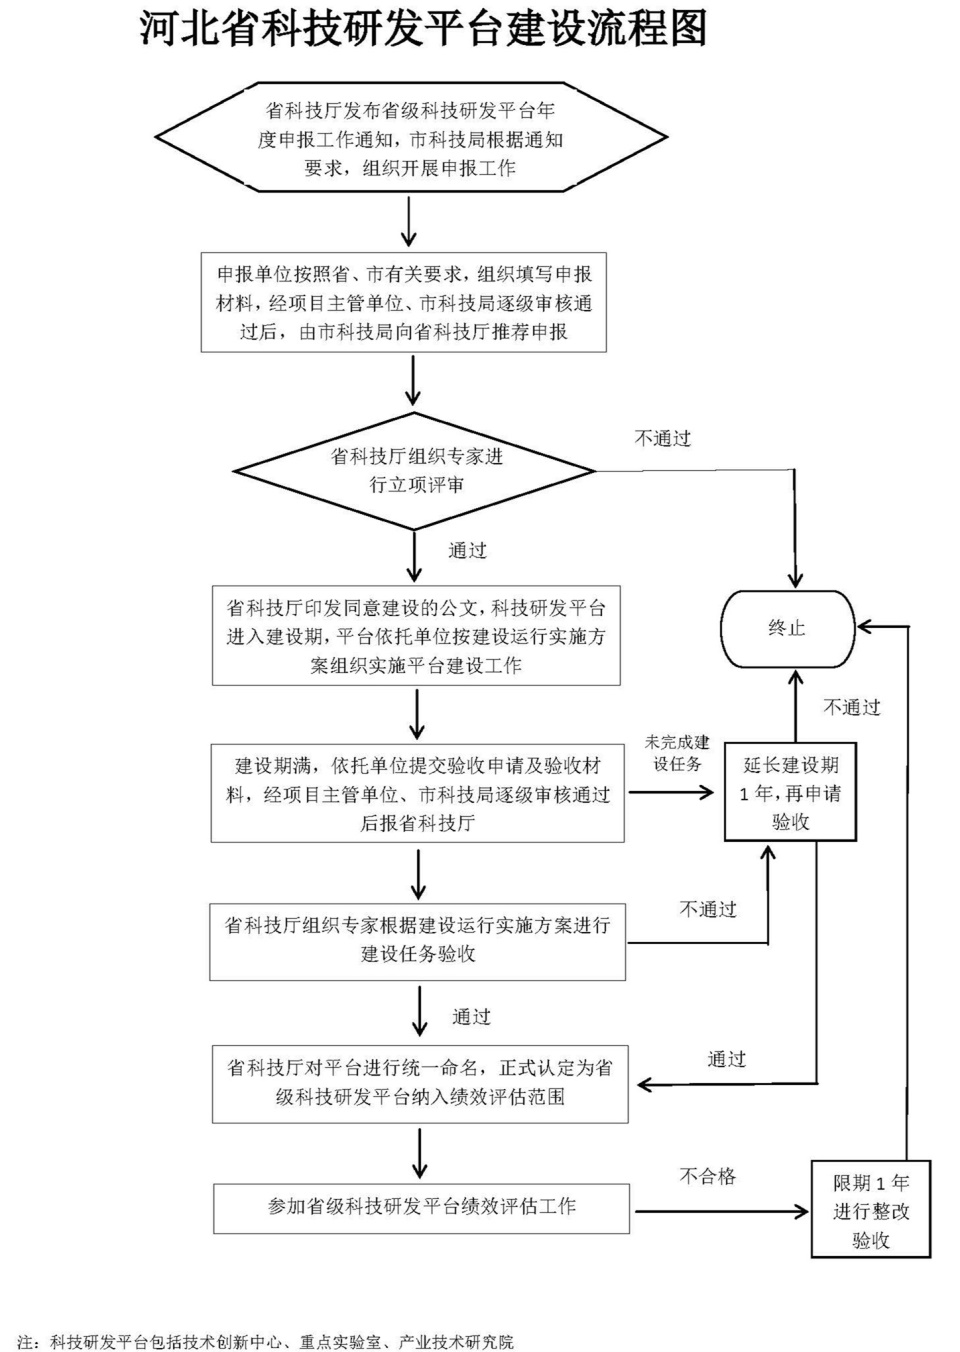 河北省科技研发平台建设流程图
省科技厅发布省级科技研发平台年
度申报工作通知，市科技局根据通知
要求，组织开展申报工作
申报单位按照省、市有关要求，组织填写申报
材料，经项目主管单位、市科技局逐级审核通
过后，由市科技局向省科技厅推荐申报
不通过
省科技厅组织专家进
行立项评审
通过
省科技厅印发同意建设的公文，科技研发平台
进入建设期，平台依托单位按建设运行实施方
案组织实施平台建设工作
终止
不通过
建设期满，依托单位提交验收申请及验收材
料，经项目主管单位、市科技局逐级审核通过
后报省科技厅
未完成建
设任务
延长建设期
1年，再申请
验收
不通过
省科技厅组织专家根据建设运行实施方案进行
建设任务验收
通过
省科技厅对平台进行统一命名，正式认定为省
级科技研发平台纳入绩效评估范围
通过
参加省级科技研发平台绩效评估工作
不合格
限期1年
进行整改
验收
注：科技研发平台包括技术创新中心、重点实验室、产业技术研究院